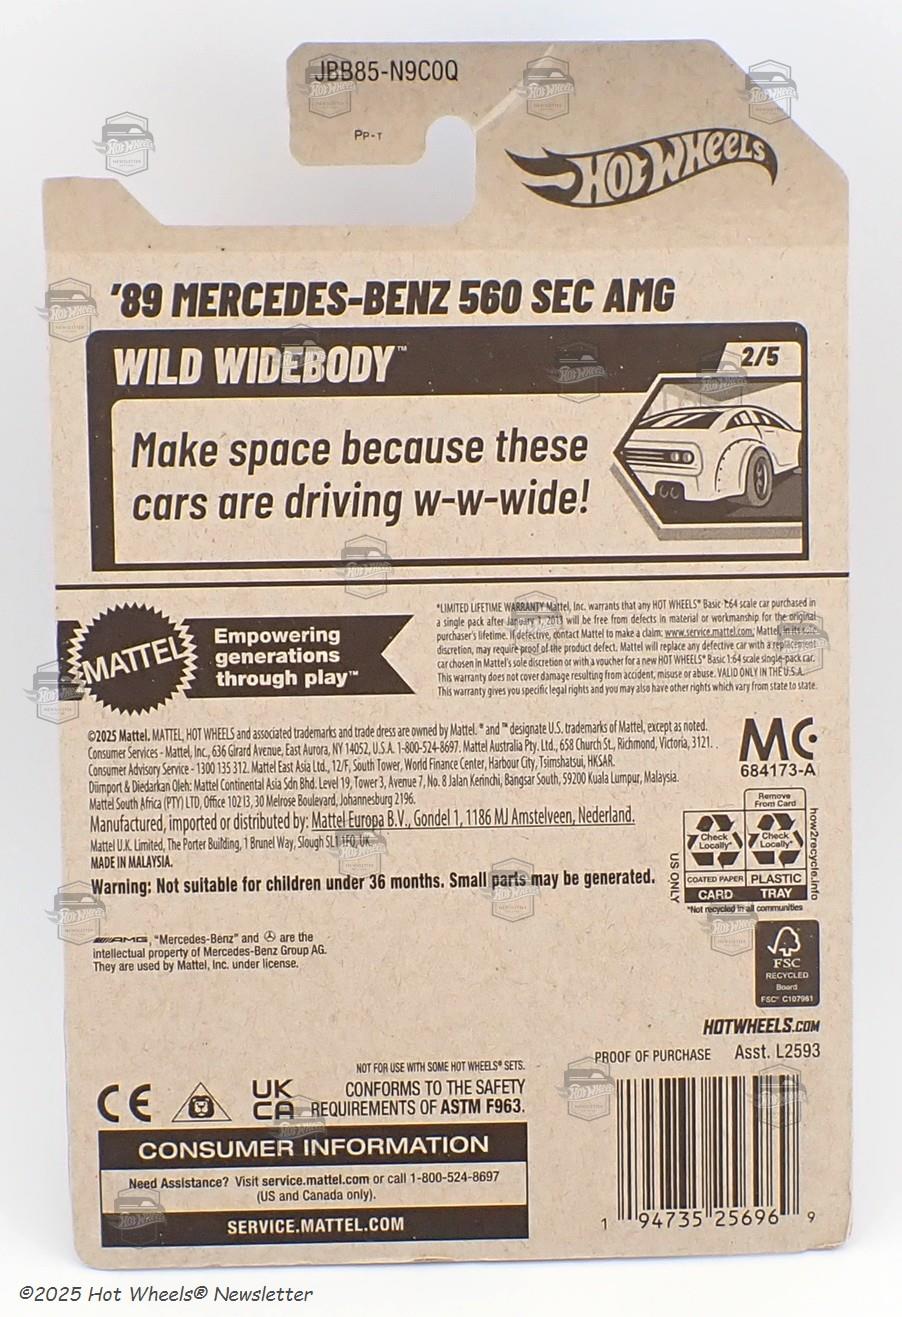 JBB85-N9C0Q
PP-T
HOT WHEELS
'89 MERCEDES-BENZ 560 SEC AMG
WILD WIDEBODY™
2/5
Make space because these
cars are driving w-w-wide!
MATTEL
Empowering
generations
through play™
*LIMITED LIFETIME WARRANTY Mattel, Inc. warrants that any HOT WHEELS® Basic 1:64 scale car purchased in
a single pack after January 1, 2013 will be free from defects in material or workmanship for the original
purchaser's lifetime. If defective, contact Mattel to make a claim; www.service.mattel.com; Mattel, in its sole
discretion, may require proof of the product defect. Mattel will replace any defective car with a replacement
car chosen in Mattel's sole discretion or with a voucher for a new HOT WHEELS® Basic 1:64 scale single-pack car.
This warranty does not cover damage resulting from accident, misuse or abuse. VALID ONLY IN THE U.S.A.
This warranty gives you specific legal rights and you may also have other rights which vary from state to state.
©2025 Mattel. MATTEL, HOT WHEELS and associated trademarks and trade dress are owned by Mattel. ® and ™ designate U.S. trademarks of Mattel, except as noted.
Consumer Services - Mattel, Inc., 636 Girard Avenue, East Aurora, NY 14052, U.S.A. 1-800-524-8697. Mattel Australia Pty. Ltd., 658 Church St., Richmond, Victoria, 3121.
Consumer Advisory Service - 1300 135 312. Mattel East Asia Ltd., 12/F, South Tower, World Finance Center, Harbour City, Tsimshatsui, HKSAR.
Diimport & Diedarkan Oleh: Mattel Continental Asia Sdn Bhd. Level 19, Tower 3, Avenue 7, No. 8 Jalan Kerinchi, Bangsar South, 59200 Kuala Lumpur, Malaysia.
Mattel South Africa (PTY) LTD, Office 102 I3, 30 Melrose Boulevard, Johannesburg 2196.
Manufactured, imported or distributed by: Mattel Europa B.V., Gondel 1, 1186 MJ Amstelveen, Nederland.
Mattel U.K. Limited, The Porter Building, 1 Brunel Way, Slough SL1 1FQ, UK.
MADE IN MALAYSIA.
Warning: Not suitable for children under 36 months. Small parts may be generated.
MC
684173-A
Remove
From Card
Check
Locally*
Check
Locally*
COATED PAPER
PLASTIC
CARD
TRAY
US ONLY
how2recycle.info
*Not recycled in all communities
AMG, "Mercedes-Benz" and are the
intellectual property of Mercedes-Benz Group AG.
They are used by Mattel, Inc. under license.
FSC
RECYCLED
Board
FSC® C107961
HOTWHEELS.COM
PROOF OF PURCHASE Asst. L2593
NOT FOR USE WITH SOME HOT WHEELS® SETS.
CE
UK
CA
CONFORMS TO THE SAFETY
REQUIREMENTS OF ASTM F963.
CONSUMER INFORMATION
Need Assistance? Visit service.mattel.com or call 1-800-524-8697
(US and Canada only).
SERVICE.MATTEL.COM
1 94735 25696 9
©2025 Hot Wheels® Newsletter